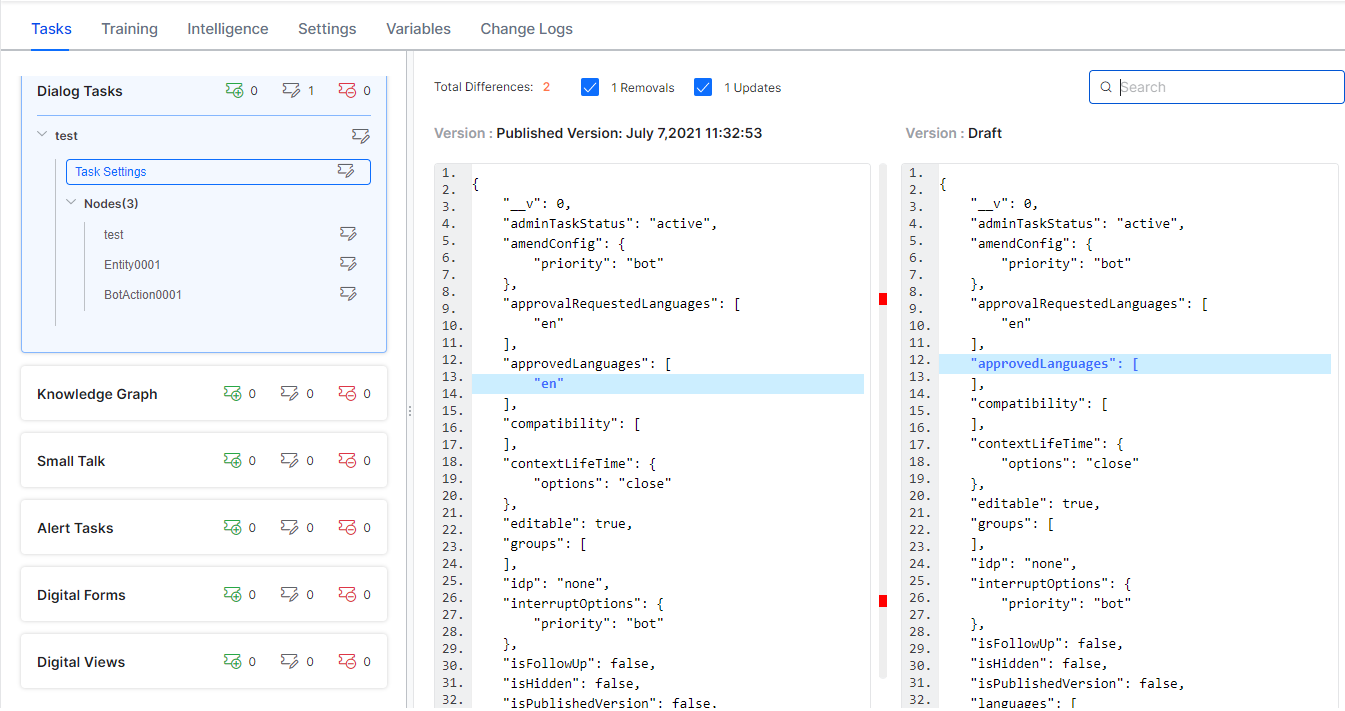 Tasks Training Intelligence Settings Variables Change Logs
Dialog Tasks 0 1 0
test
Task Settings
Nodes(3)
test
Entity0001
BotAction0001
Knowledge Graph 0 0 0
Small Talk 0 0 0
Alert Tasks 0 0 0
Digital Forms 0 0 0
Digital Views 0 0 0
Total Differences: 2 1 Removals 1 Updates
Search
Version : Published Version: July 7,2021 11:32:53
1.
2.
3.
4.
5.
6.
7.
8.
9.
10.
11.
12.
13.
14.
15.
16.
17.
18.
19.
20.
21.
22.
23.
24.
25.
26.
27.
28.
29.
30.
31.
32.
{
"__v": 0,
"adminTaskStatus": "active",
"amendConfig": {
"priority": "bot"
},
"approvalRequestedLanguages": [
"en"
],
"approvedLanguages": [
"en"
],
"compatibility": [
],
"contextLifeTime": {
"options": "close"
},
"editable": true,
"groups": [
],
"idp": "none",
"interruptOptions": {
"priority": "bot"
},
"isFollowUp": false,
"isHidden": false,
"isPublishedVersion": false,
Version : Draft
1.
2.
3.
4.
5.
6.
7.
8.
9.
10.
11.
12.
13.
14.
15.
16.
17.
18.
19.
20.
21.
22.
23.
24.
25.
26.
27.
28.
29.
30.
31.
32.
{
"__v": 0,
"adminTaskStatus": "active",
"amendConfig": {
"priority": "bot"
},
"approvalRequestedLanguages": [
"en"
],
"approvedLanguages": [
],
"compatibility": [
],
"contextLifeTime": {
"options": "close"
},
"editable": true,
"groups": [
],
"idp": "none",
"interruptOptions": {
"priority": "bot"
},
"isFollowUp": false,
"isHidden": false,
"isPublishedVersion": false,
"languages": [